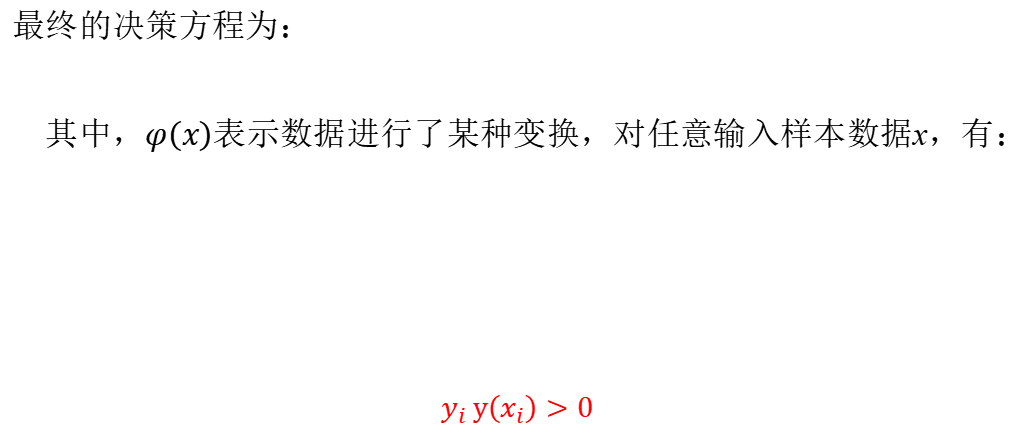 最终的决策方程为：
其中，φ(x)表示数据进行了某种变换，对任意输入样本数据x，有：
yᵢ y(xᵢ) > 0